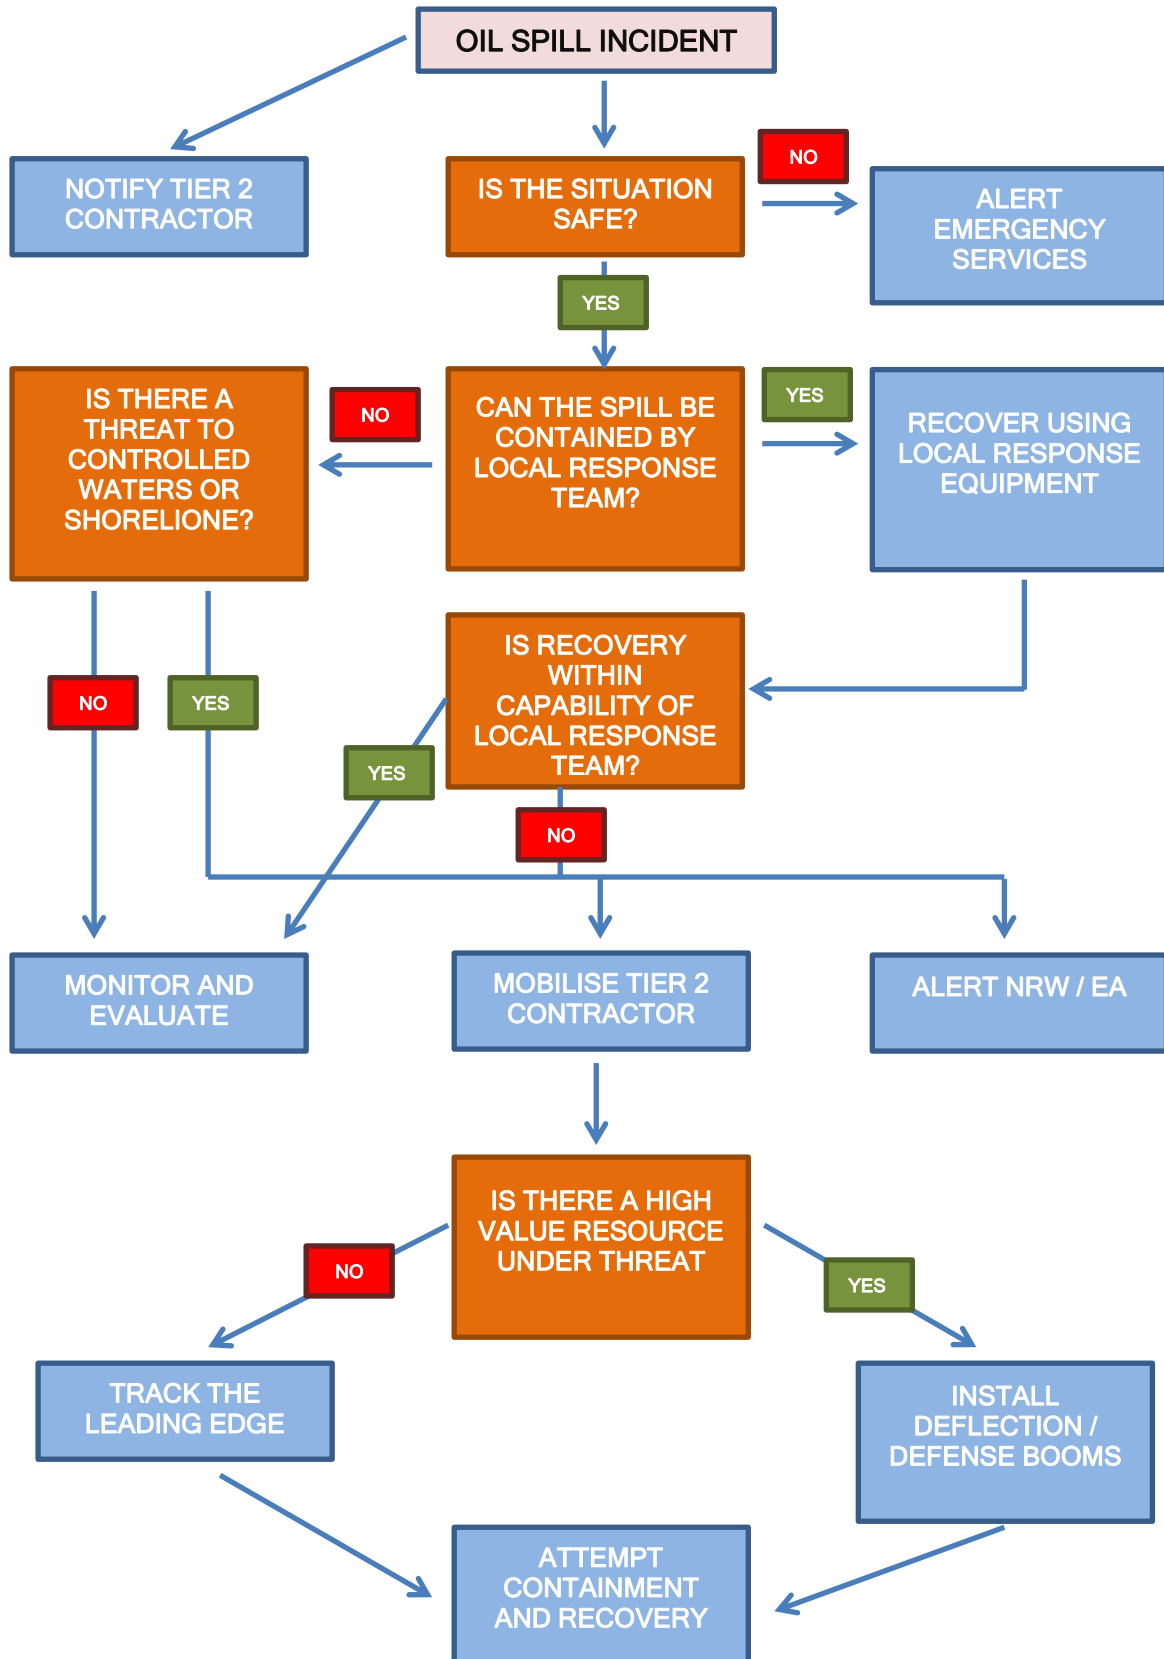 OIL SPILL INCIDENT
NOTIFY TIER 2
CONTRACTOR
IS THE SITUATION
SAFE?
NO
ALERT
EMERGENCY
SERVICES
YES
IS THERE A
THREAT TO
CONTROLLED
WATERS OR
SHORELIONE?
NO
CAN THE SPILL BE
CONTAINED BY
LOCAL RESPONSE
TEAM?
YES
RECOVER USING
LOCAL RESPONSE
EQUIPMENT
IS RECOVERY
WITHIN
CAPABILITY OF
LOCAL RESPONSE
TEAM?
NO
YES
YES
NO
MONITOR AND
EVALUATE
MOBILISE TIER 2
CONTRACTOR
ALERT NRW / EA
IS THERE A HIGH
VALUE RESOURCE
UNDER THREAT
NO
YES
TRACK THE
LEADING EDGE
INSTALL
DEFLECTION /
DEFENSE BOOMS
ATTEMPT
CONTAINMENT
AND RECOVERY